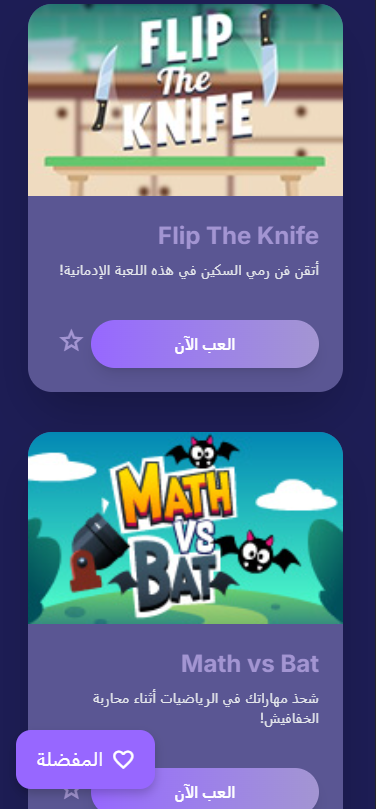 FLIP
The
KNIFE
Flip The Knife
أتقن فن رمي السكين في هذه اللعبة الإدمانية!
العب الآن
MATH
VS
BAT
Math vs Bat
شحذ مهاراتك في الرياضيات أثناء محاربة
الخفافيش!
المفضلة
العب الآن